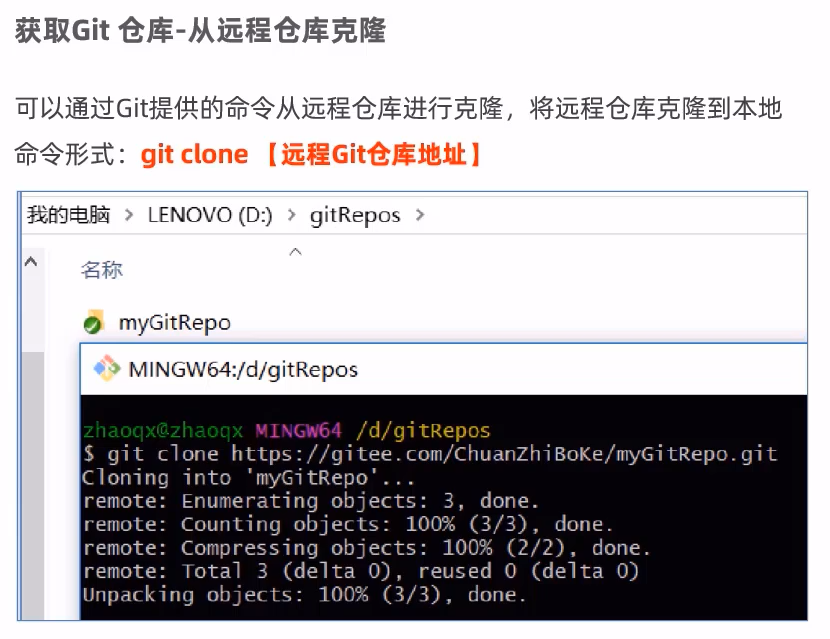 获取Git 仓库-从远程仓库克隆
可以通过Git提供的命令从远程仓库进行克隆，将远程仓库克隆到本地
命令形式：git clone 【远程Git仓库地址】
我的电脑 > LENOVO (D:) > gitRepos >
名称
myGitRepo
MINGW64:/d/gitRepos
zhaoqx@zhaoqx MINGW64 /d/gitRepos
$ git clone https://gitee.com/ChuanZhiBoKe/myGitRepo.git
Cloning into 'myGitRepo'...
remote: Enumerating objects: 3, done.
remote: Counting objects: 100% (3/3), done.
remote: Compressing objects: 100% (2/2), done.
remote: Total 3 (delta 0), reused 0 (delta 0)
Unpacking objects: 100% (3/3), done.